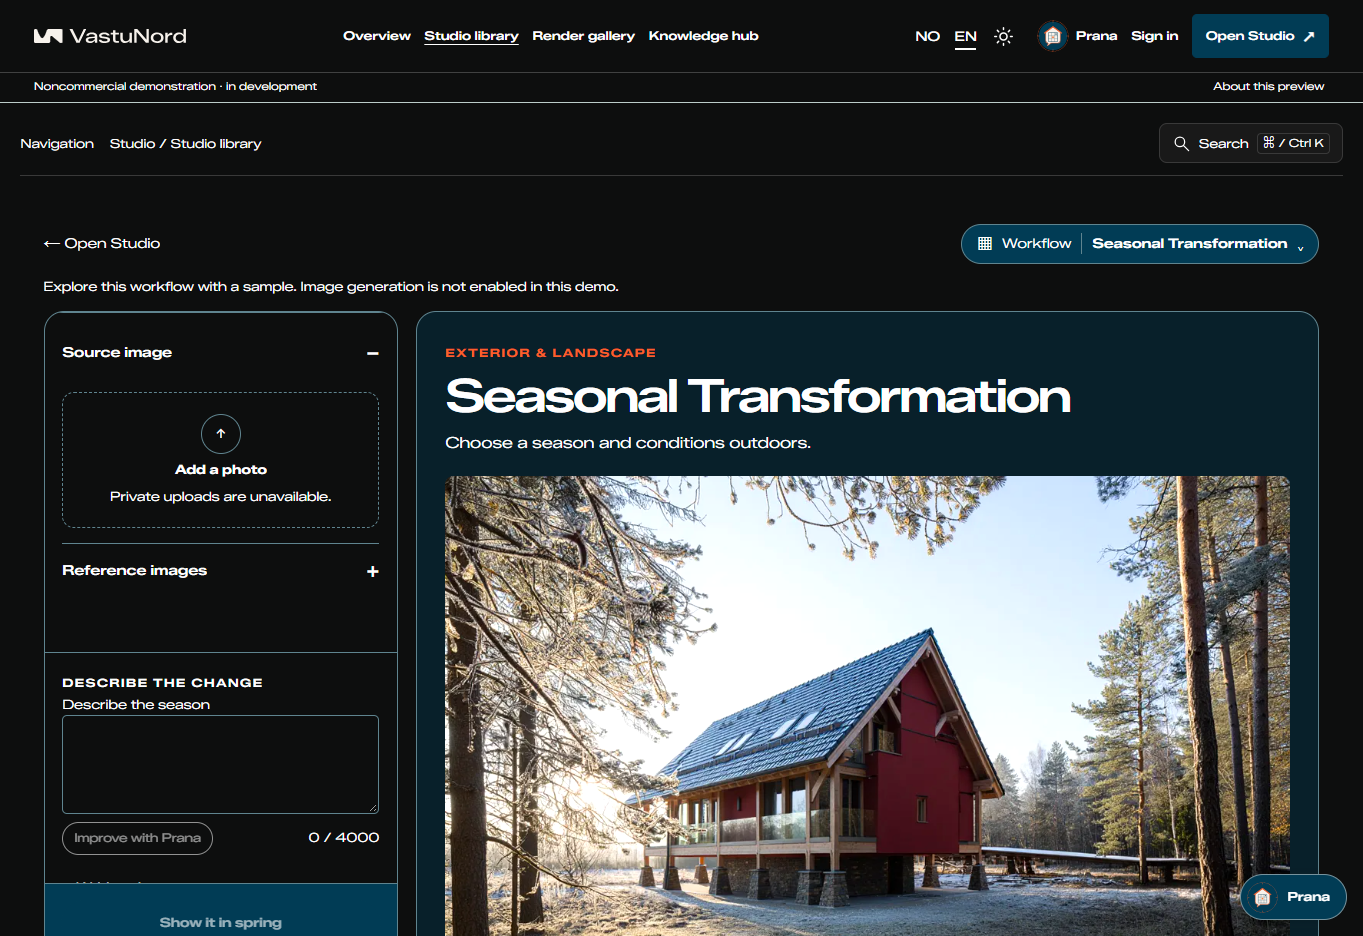 VastuNord
Overview Studio library Render gallery Knowledge hub
NO EN Prana Sign in Open Studio ↗
Noncommercial demonstration · In development
About this preview
Navigation Studio / Studio library
Search ⌘ / Ctrl K
← Open Studio
Workflow Seasonal Transformation
Explore this workflow with a sample. Image generation is not enabled in this demo.
Source image −
↑
Add a photo
Private uploads are unavailable.
Reference images +
DESCRIBE THE CHANGE
Describe the season
Improve with Prana 0 / 4000
Show it in spring
EXTERIOR & LANDSCAPE
Seasonal Transformation
Choose a season and conditions outdoors.
Prana